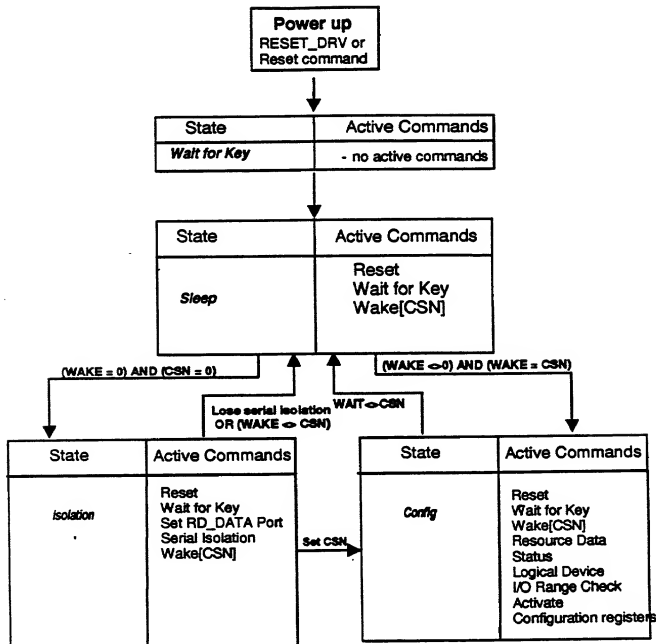 Power up
RESET_DRV or
Reset command
State Active Commands
Wait for Key - no active commands
State Active Commands
Sleep
Reset
Wait for Key
Wake[CSN]
(WAKE = 0) AND (CSN = 0)
(WAKE <>0) AND (WAKE = CSN)
Lose serial isolation
OR (WAKE <> CSN)
WAIT<>CSN
State Active Commands
Isolation
Reset
Wait for Key
Set RD_DATA Port
Serial Isolation
Wake[CSN]
Set CSN
State Active Commands
Config
Reset
Wait for Key
Wake[CSN]
Resource Data
Status
Logical Device
I/O Range Check
Activate
Configuration registers